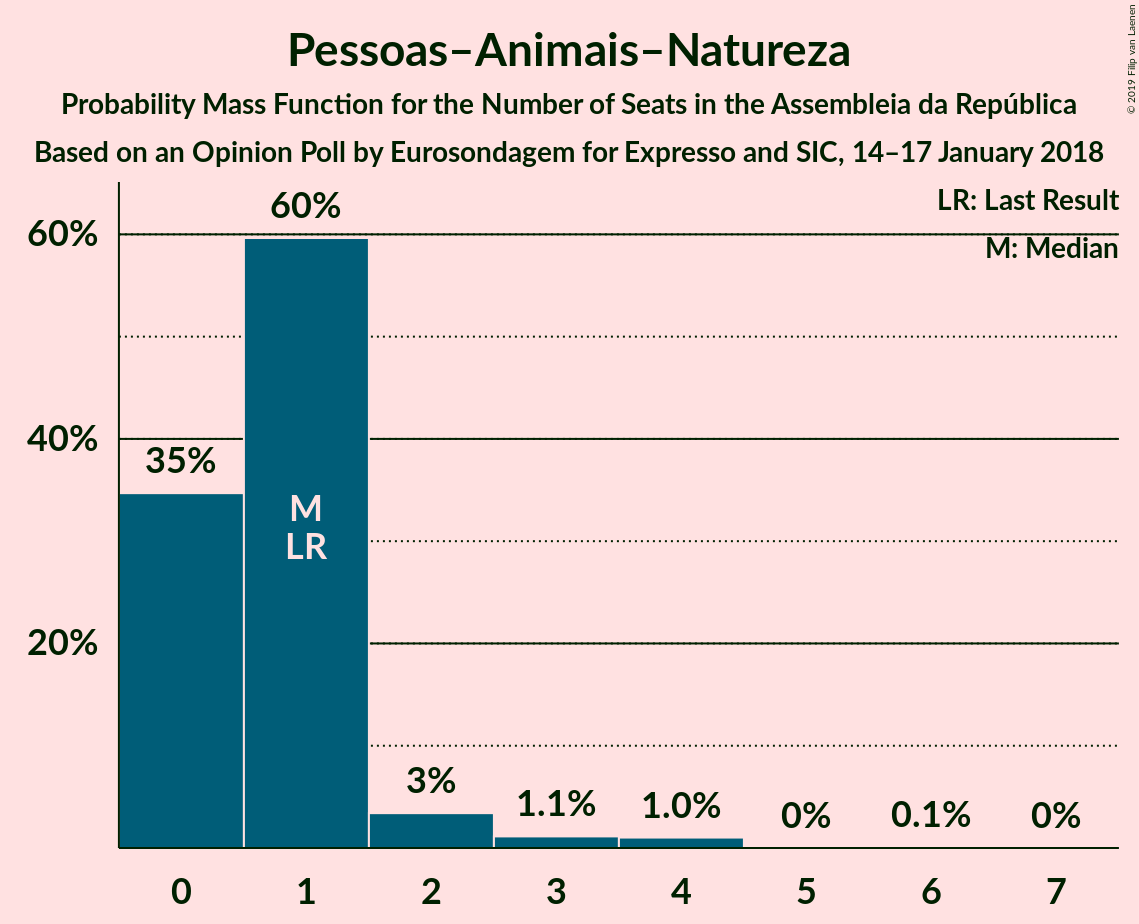 Pessoas–Animais–Natureza
Probability Mass Function for the Number of Seats in the Assembleia da República
Based on an Opinion Poll by Eurosondagem for Expresso and SIC, 14–17 January 2018
© 2019 Filip van Laenen
LR: Last Result
M: Median
60%
40%
20%
35%
60%
M
LR
3%
1.1%
1.0%
0%
0.1%
0%
0 1 2 3 4 5 6 7